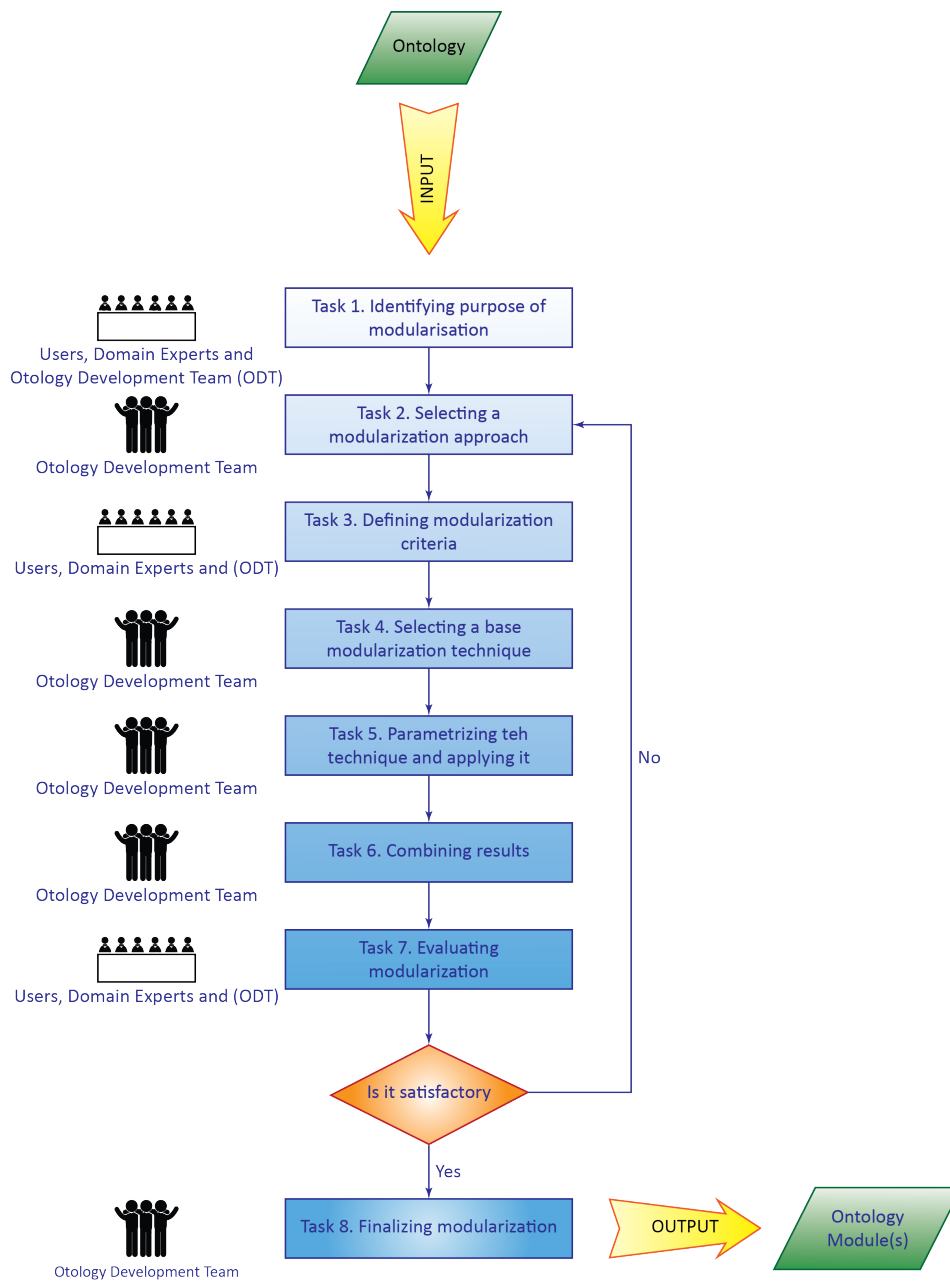 Ontology
INPUT
Task 1. Identifying purpose of
modularisation
Users, Domain Experts and
Otology Development Team (ODT)
Task 2. Selecting a
modularization approach
Otology Development Team
Task 3. Defining modularization
criteria
Users, Domain Experts and (ODT)
Task 4. Selecting a base
modularization technique
Otology Development Team
Task 5. Parametrizing teh
technique and applying it
Otology Development Team
No
Task 6. Combining results
Otology Development Team
Task 7. Evaluating
modularization
Users, Domain Experts and (ODT)
Is it satisfactory
Yes
Task 8. Finalizing modularization
Otology Development Team
OUTPUT
Ontology
Module(s)